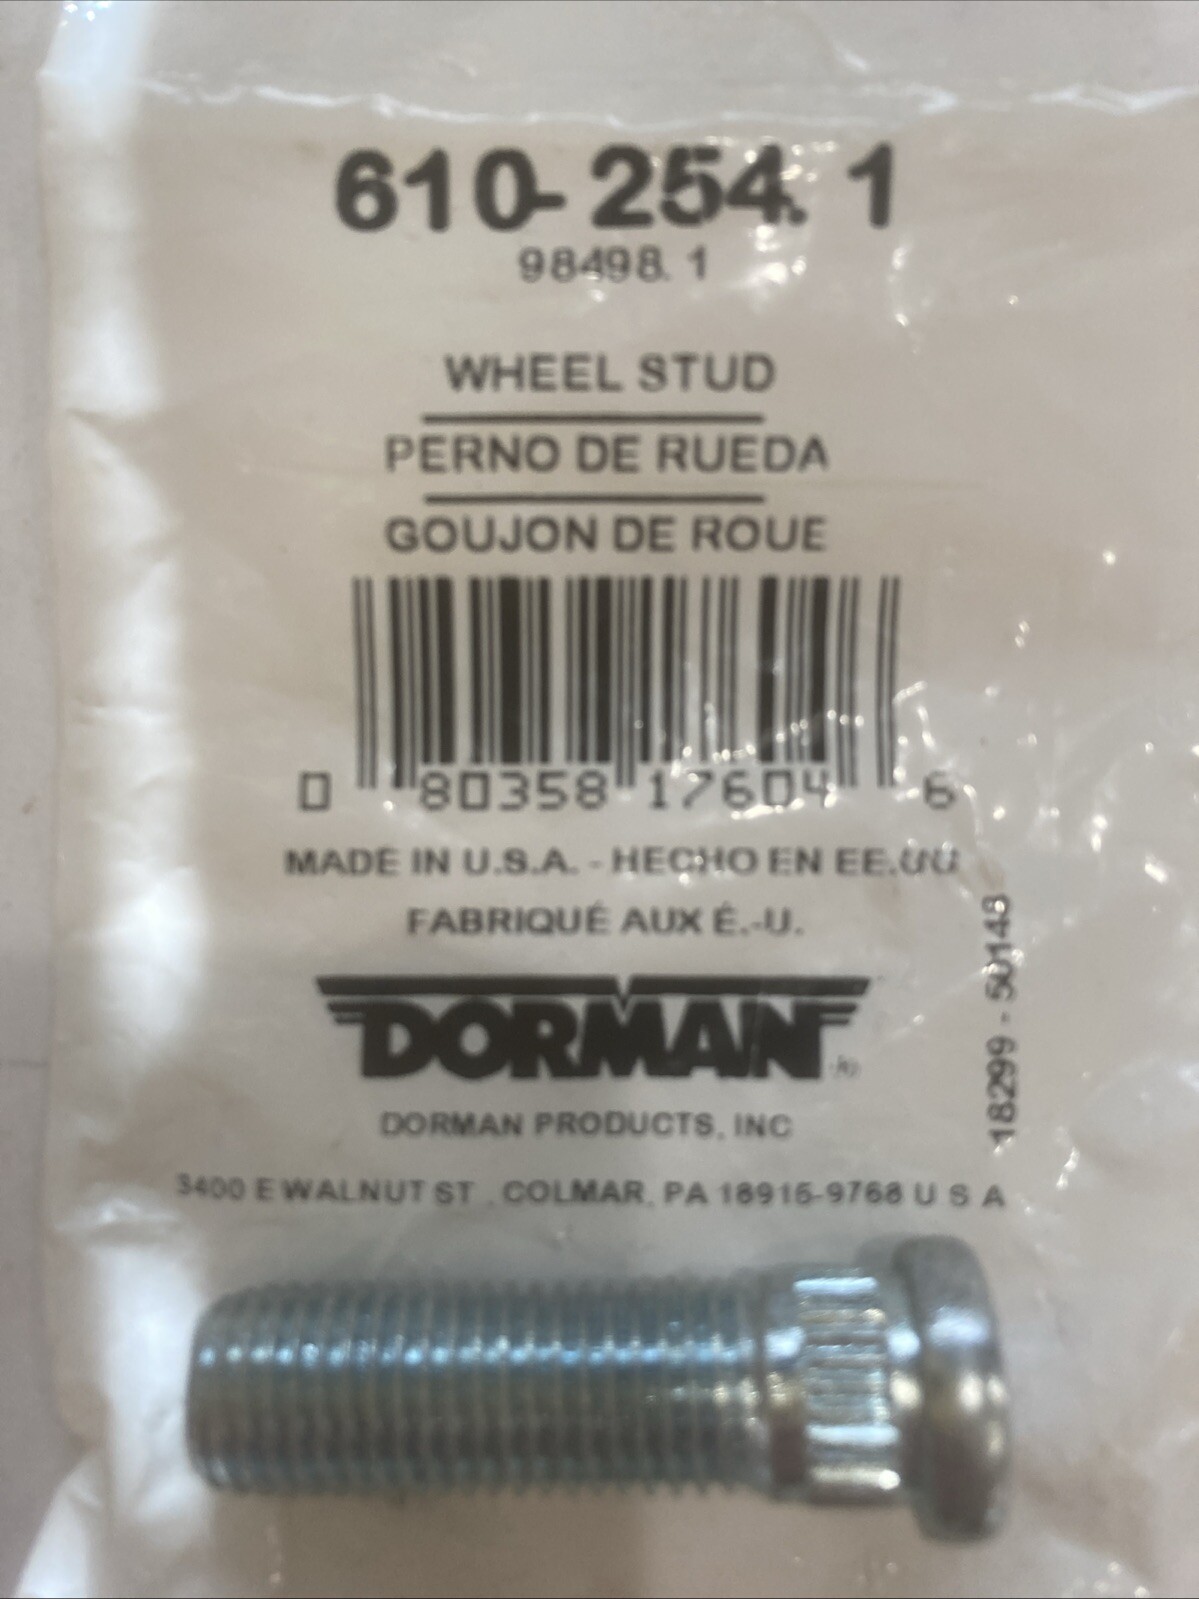 610-254.1
98498.1
WHEEL STUD
PERNO DE RUEDA
GOUJON DE ROUE
0 80358 17604 6
MADE IN U.S.A. - HECHO EN EE.UU
FABRIQUÉ AUX É.-U.
DORMAN
DORMAN PRODUCTS, INC
3400 E WALNUT ST., COLMAR, PA 18915-9768 U S A
18299 - 50148